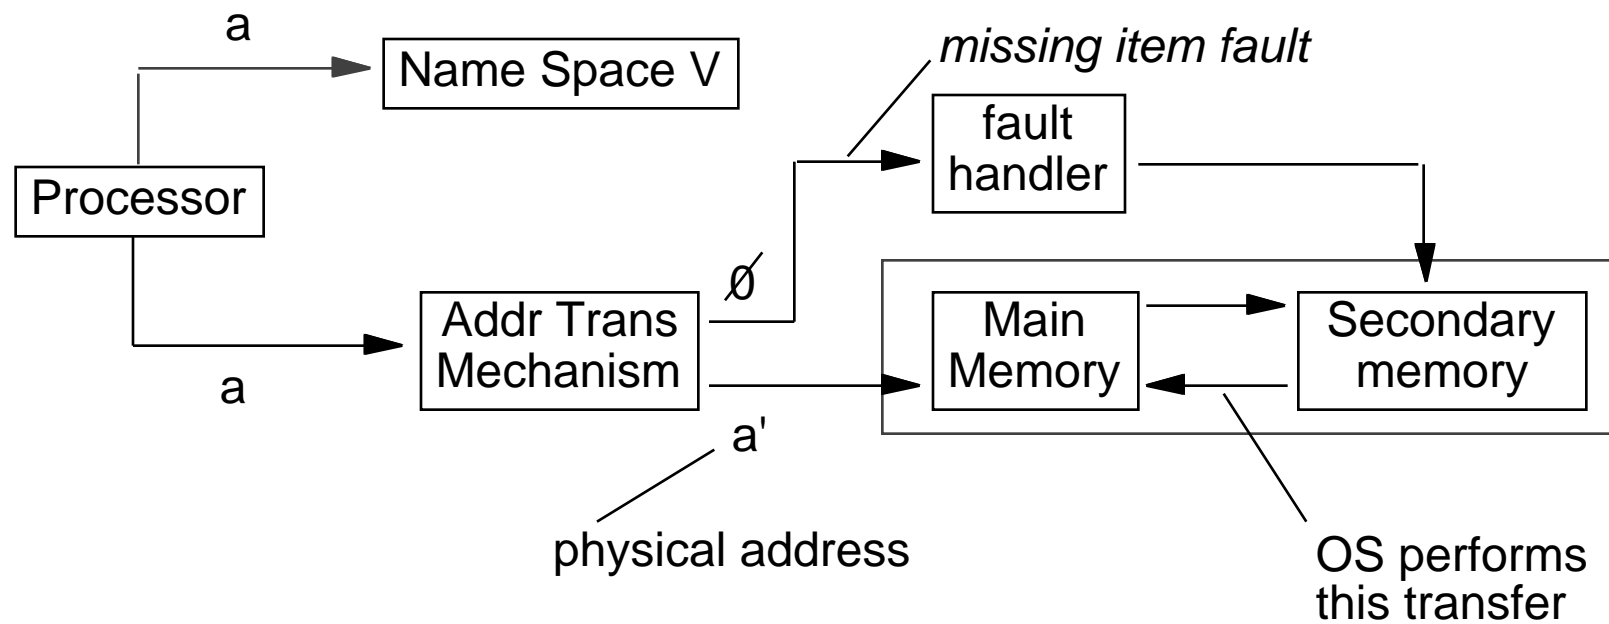 a
Name Space V
missing item fault
fault
handler
Processor
Ø
Addr Trans
Mechanism
Main
Memory
Secondary
memory
a
a'
physical address
OS performs
this transfer